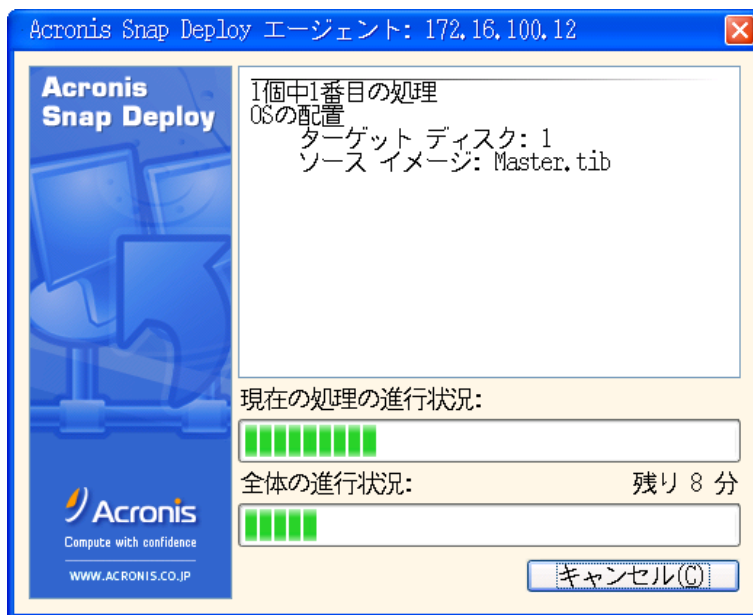 Acronis Snap Deploy エージェント: 172.16.100.12
Acronis
Snap Deploy
1個中1番目の処理
OSの配置
ターゲット ディスク: 1
ソース イメージ: Master.tib
現在の処理の進行状況:
全体の進行状況: 残り 8 分
Acronis
Compute with confidence
WWW.ACRONIS.CO.JP
キャンセル(C)